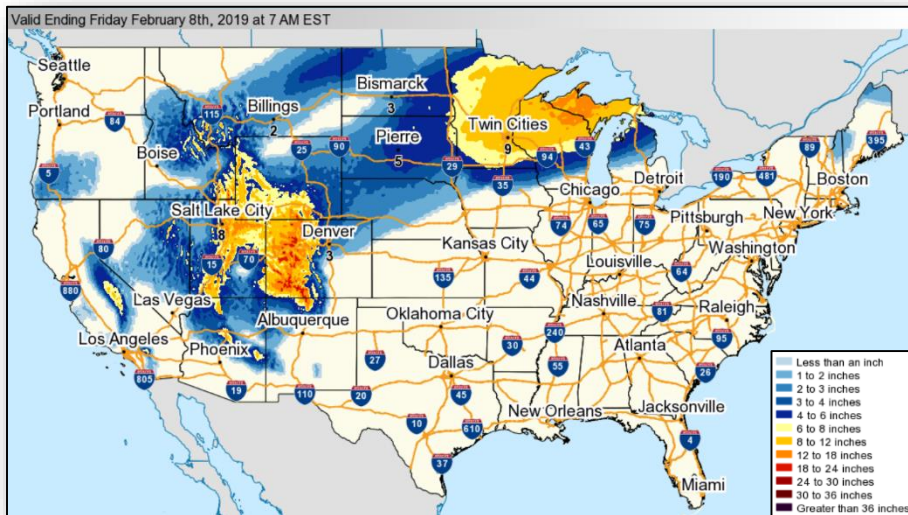 Valid Ending Friday February 8th, 2019 at 7 AM EST
Seattle
Portland
84
115
Billings
2
Bismarck
3
Twin Cities
9
Boise
25
90
Pierre
5
29
35
94
43
5
Salt Lake City
8
Denver
3
Chicago
Detroit
190
481
89
395
Boston
80
15
70
74
65
75
Pittsburgh
New York
Washington
880
Las Vegas
Kansas City
135
44
Louisville
64
Los Angeles
805
Phoenix
19
Albuquerque
110
Oklahoma City
27
30
240
Nashville
81
Raleigh
95
20
Dallas
45
55
Atlanta
26
10
610
37
New Orleans
Jacksonville
4
Miami
Less than an inch
1 to 2 inches
2 to 3 inches
3 to 4 inches
4 to 6 inches
6 to 8 inches
8 to 12 inches
12 to 18 inches
18 to 24 inches
24 to 30 inches
30 to 36 inches
Greater than 36 inches